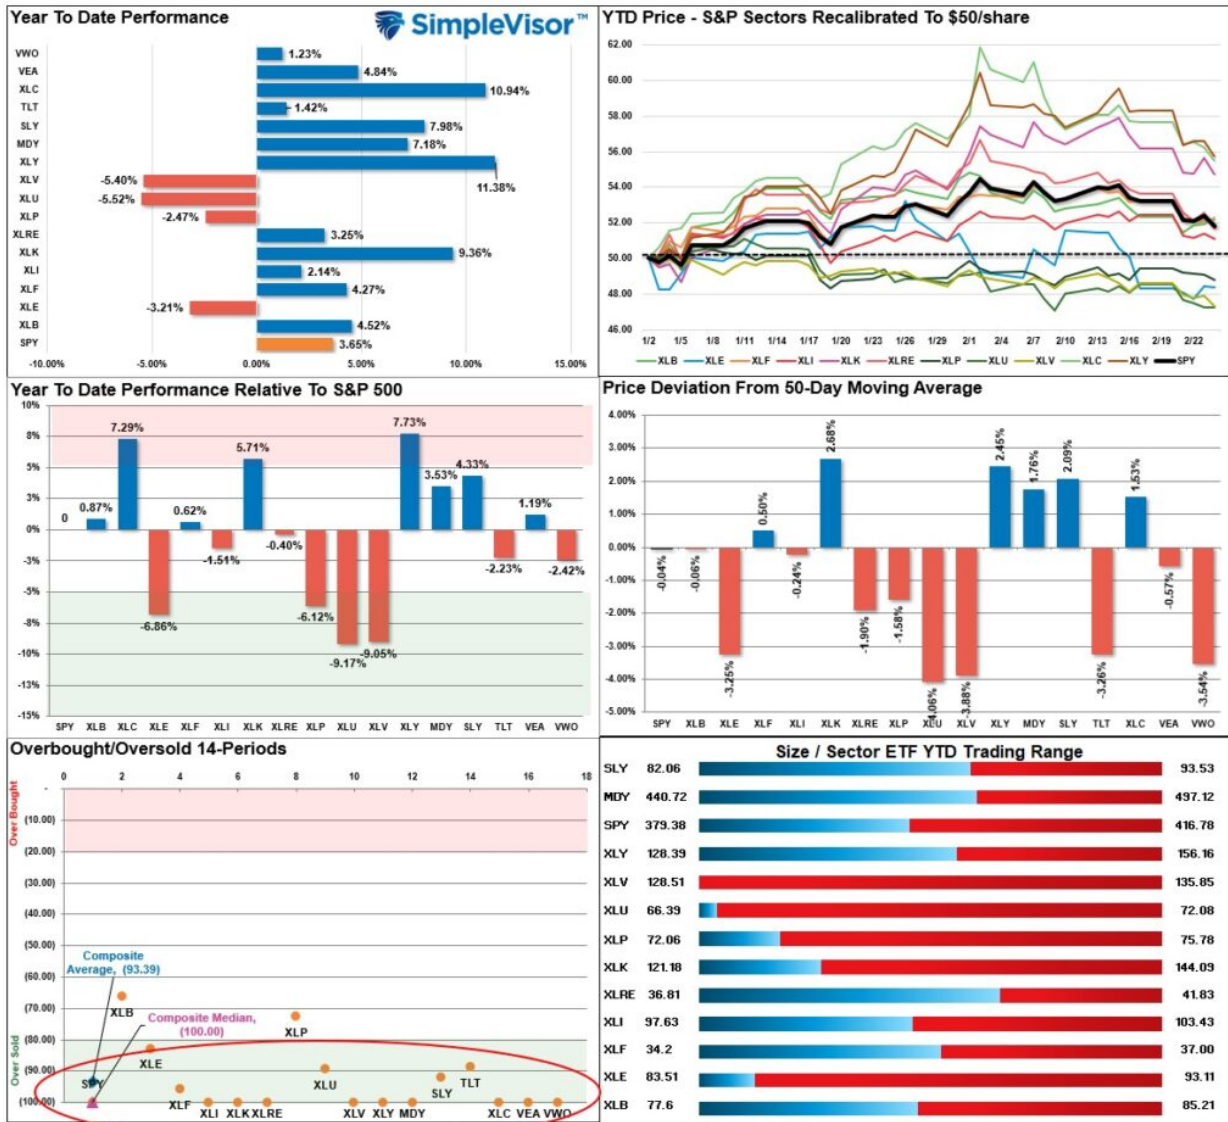 Year To Date Performance
SimpleVisor™
VWO
1.23%
VEA
4.84%
XLC
10.94%
TLT
1.42%
SLY
7.98%
MDY
7.18%
XLY
11.38%
XLV
-5.40%
XLU
-5.52%
XLP
-2.47%
XLRE
3.25%
XLK
9.36%
XLI
2.14%
XLF
4.27%
XLE
-3.21%
XLB
4.52%
SPY
3.65%
-10.00% -5.00% 0.00% 5.00% 10.00% 15.00%
YTD Price - S&P Sectors Recalibrated To $50/share
62.00
60.00
58.00
56.00
54.00
52.00
50.00
48.00
46.00
1/2 1/5 1/8 1/11 1/14 1/17 1/20 1/23 1/26 1/29 2/1 2/4 2/7 2/10 2/13 2/16 2/19 2/22
XLB XLE XLF XLI XLK XLRE XLP XLU XLV XLC XLY SPY
Year To Date Performance Relative To S&P 500
10%
8%
5%
3%
0%
-3%
-5%
-8%
-10%
-13%
-15%
0 0.87% 7.29% -6.86% 0.62% -1.51% 5.71% -0.40% -6.12% -9.17% -9.05% 7.73% 3.53% 4.33% -2.23% 1.19% -2.42%
SPY XLB XLC XLE XLF XLI XLK XLRE XLP XLU XLV XLY MDY SLY TLT VEA VWO
Price Deviation From 50-Day Moving Average
4.00%
3.00%
2.00%
1.00%
0.00%
-1.00%
-2.00%
-3.00%
-4.00%
-5.00%
-0.04% -0.06% -3.25% 0.50% -0.24% 2.68% -1.90% -1.58% -4.06% -3.88% 2.45% 1.76% 2.09% -3.26% 1.53% -0.57% -3.54%
SPY XLB XLE XLF XLI XLK XLRE XLP XLU XLV XLY MDY SLY TLT XLC VEA VWO
Overbought/Oversold 14-Periods
0 2 4 6 8 10 12 14 16 18
Over Bought
Over Sold
-
(10.00)
(20.00)
(30.00)
(40.00)
(50.00)
(60.00)
(70.00)
(80.00)
(90.00)
(100.00)
Composite
Average, (93.39)
Composite Median,
(100.00)
XLB
XLP
XLE
SPY
XLU
SLY
TLT
XLF
XLI XLK XLRE XLV XLY MDY XLC VEA VWO
Size / Sector ETF YTD Trading Range
SLY 82.06 93.53
MDY 440.72 497.12
SPY 379.38 416.78
XLY 128.39 156.16
XLV 128.51 135.85
XLU 66.39 72.08
XLP 72.06 75.78
XLK 121.18 144.09
XLRE 36.81 41.83
XLI 97.63 103.43
XLF 34.2 37.00
XLE 83.51 93.11
XLB 77.6 85.21